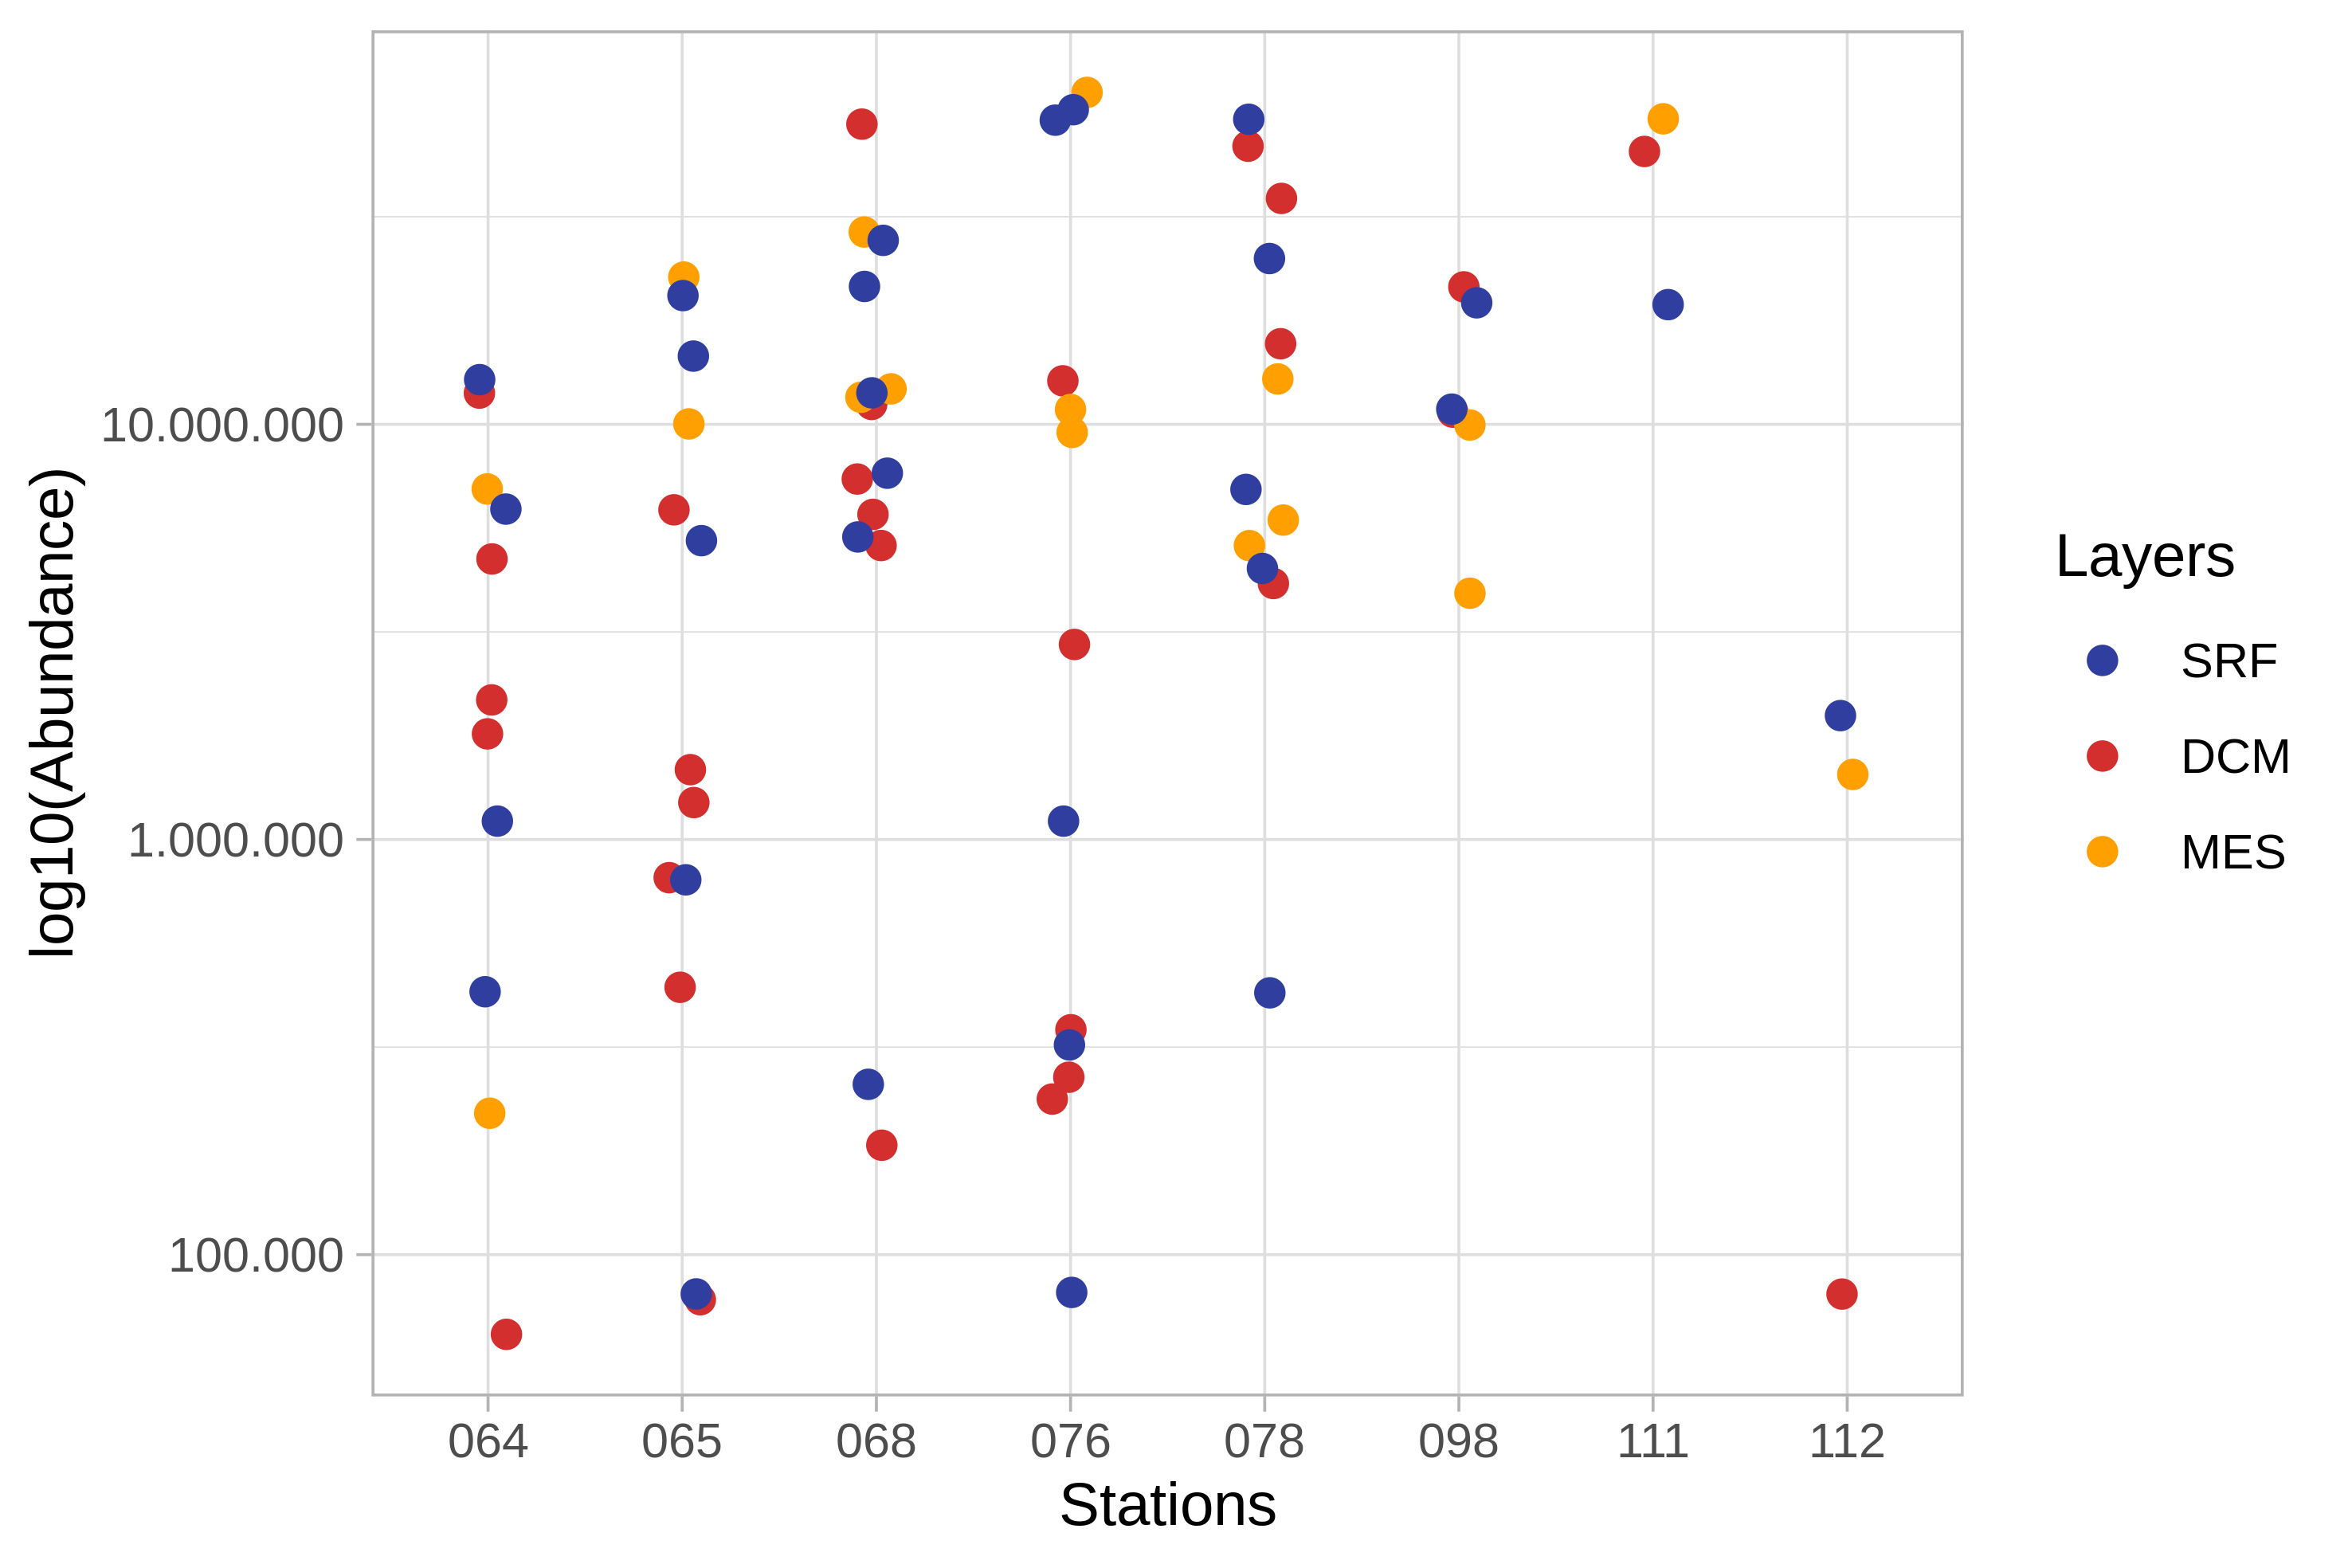 log10(Abundance)
10.000.000
1.000.000
100.000
064 065 068 076 078 098 111 112
Stations
Layers
SRF
DCM
MES